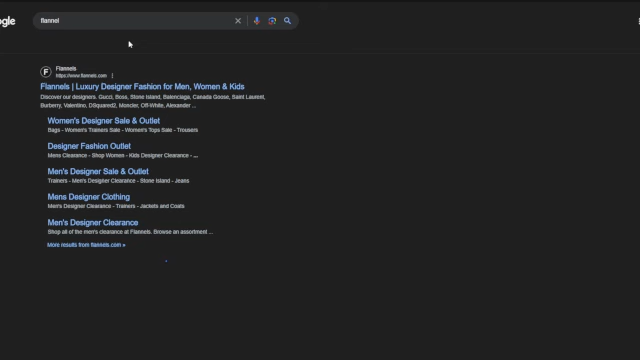 ogle
flannel
F
Flannels
https://www.flannels.com
Flannels | Luxury Designer Fashion for Men, Women & Kids
Discover our designers. Gucci, Boss, Stone Island, Balenciaga, Canada Goose, Saint Laurent,
Burberry, Valentino, DSquared2, Moncler, Off-White, Alexander ...
Women's Designer Sale & Outlet
Bags - Women's Trainers Sale - Women's Tops Sale - Trousers
Designer Fashion Outlet
Mens Clearance - Shop Women - Kids Designer Clearance - ...
Men's Designer Sale & Outlet
Trainers - Men's Designer Clearance - Stone Island - Jeans
Mens Designer Clothing
Men's Designer Clearance - Trainers - Jackets and Coats
Men's Designer Clearance
Shop all of the men's clearance at Flannels. Browse an assortment ...
More results from flannels.com »